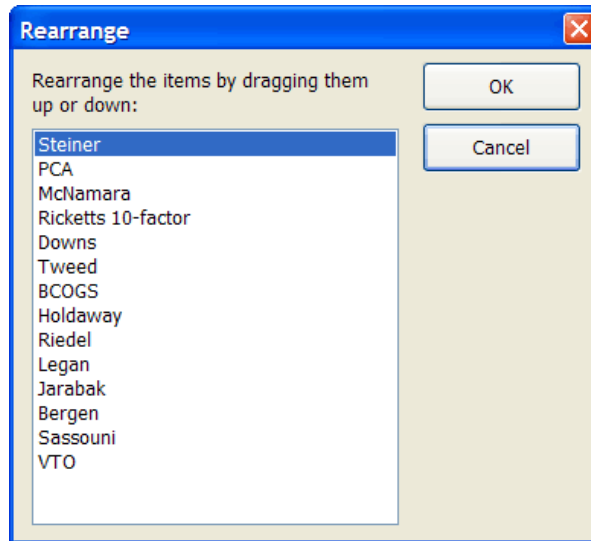 Rearrange
Rearrange the items by dragging them
up or down:
OK
Cancel
Steiner
PCA
McNamara
Ricketts 10-factor
Downs
Tweed
BCOGS
Holdaway
Riedel
Legan
Jarabak
Bergen
Sassouni
VTO